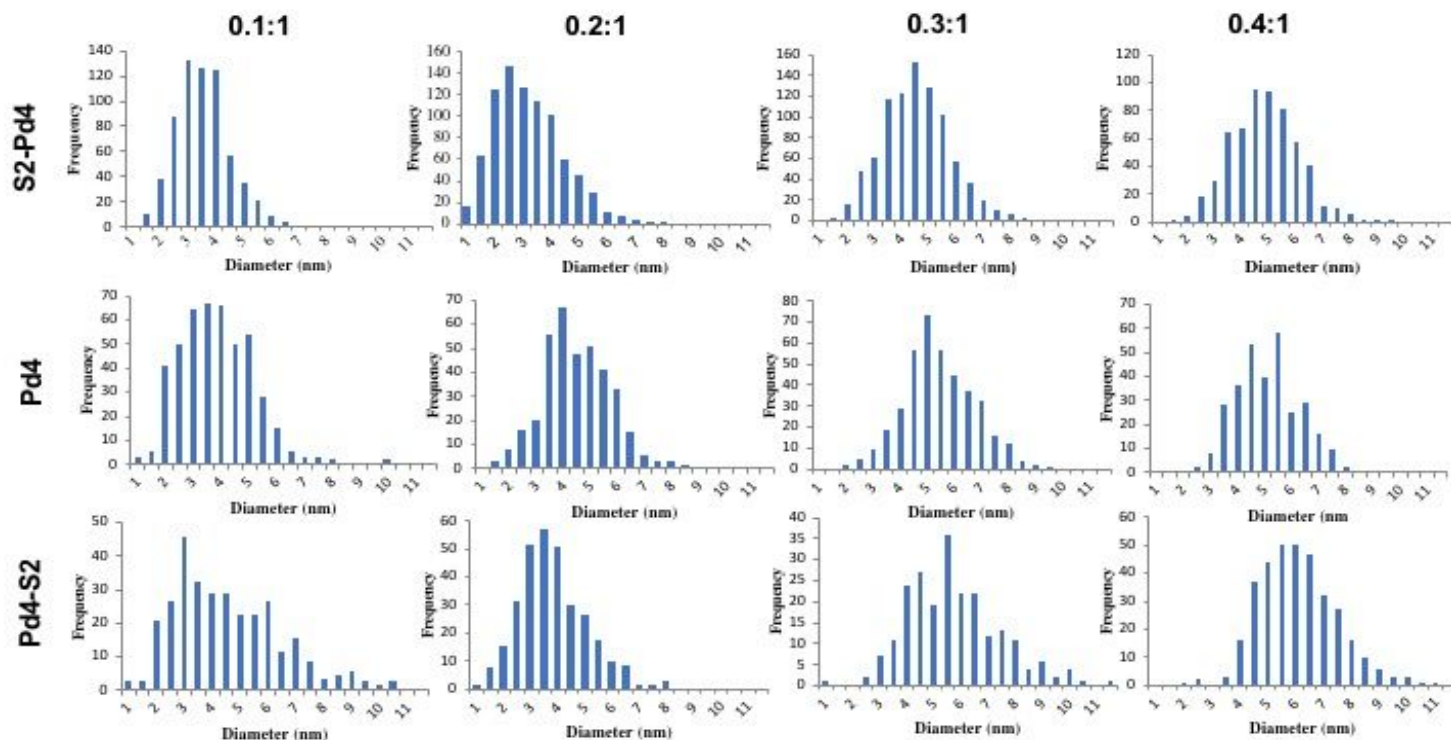 0.1:1 0.2:1 0.3:1 0.4:1
S2-Pd4
Frequency
140
120
100
80
60
40
20
0
1 2 3 4 5 6 7 8 9 10 11
Diameter (nm)
Frequency
160
140
120
100
80
60
40
20
0
1 2 3 4 5 6 7 8 9 10 11
Diameter (nm)
Frequency
160
140
120
100
80
60
40
20
0
1 2 3 4 5 6 7 8 9 10 11
Diameter (nm)
Frequency
120
100
80
60
40
20
0
1 2 3 4 5 6 7 8 9 10 11
Diameter (nm)
Pd4
Frequency
70
60
50
40
30
20
10
0
1 2 3 4 5 6 7 8 9 10 11
Diameter (nm)
Frequency
70
60
50
40
30
20
10
0
1 2 3 4 5 6 7 8 9 10 11
Diameter (nm)
Frequency
80
70
60
50
40
30
20
10
0
1 2 3 4 5 6 7 8 9 10 11
Diameter (nm)
Frequency
70
60
50
40
30
20
10
0
1 2 3 4 5 6 7 8 9 10 11
Diameter (nm
Pd4-S2
Frequency
50
40
30
20
10
0
1 2 3 4 5 6 7 8 9 10 11
Diameter (nm)
Frequency
60
50
40
30
20
10
0
1 2 3 4 5 6 7 8 9 10 11
Diameter (nm)
Frequency
40
35
30
25
20
15
10
5
0
1 2 3 4 5 6 7 8 9 10 11
Diameter (nm)
Frequency
60
50
40
30
20
10
0
1 2 3 4 5 6 7 8 9 10 11
Diameter (nm)